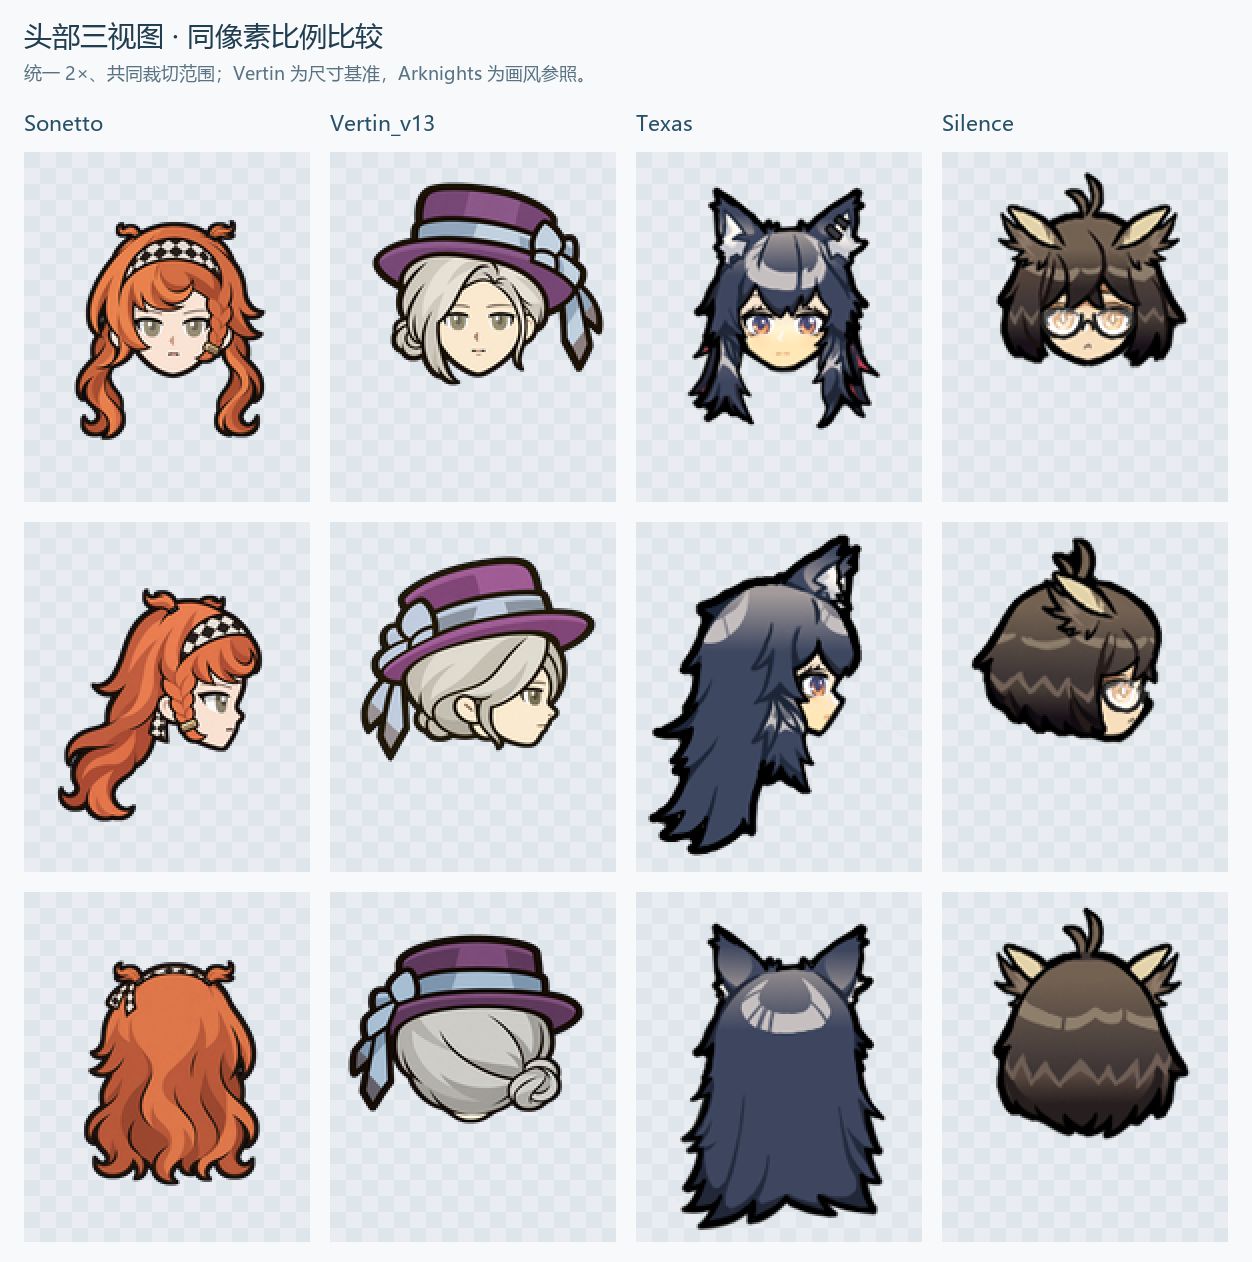 头部三视图 · 同像素比例比较
统一 2×、共同裁切范围；Vertin 为尺寸基准，Arknights 为画风参照。
Sonetto
Vertin_v13
Texas
Silence